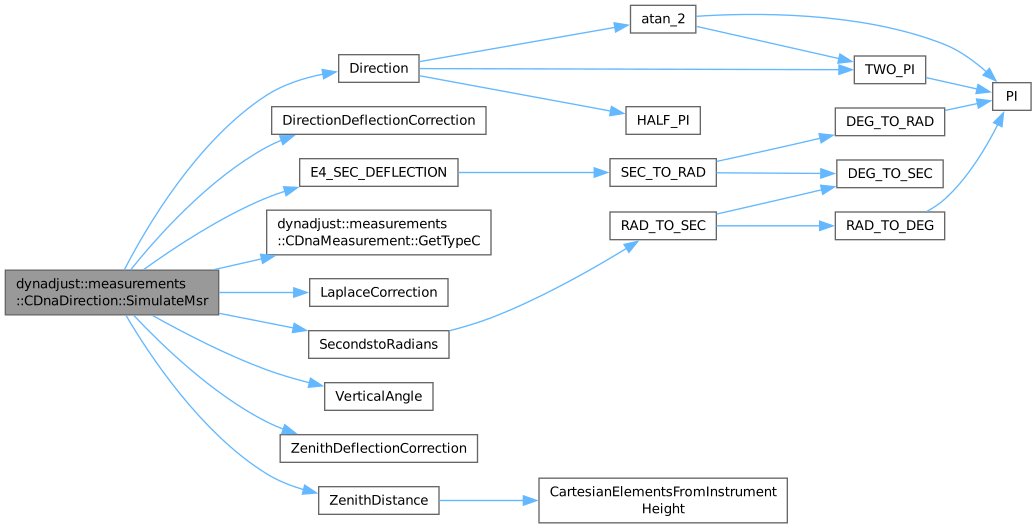 dynadjust::measurements
::CDnaDirection::SimulateMsr
Direction
atan_2
TWO_PI
PI
HALF_PI
DirectionDeflectionCorrection
E4_SEC_DEFLECTION
SEC_TO_RAD
DEG_TO_RAD
DEG_TO_SEC
dynadjust::measurements
::CDnaMeasurement::GetTypeC
RAD_TO_SEC
RAD_TO_DEG
LaplaceCorrection
SecondstoRadians
VerticalAngle
ZenithDeflectionCorrection
ZenithDistance
CartesianElementsFromInstrument
Height